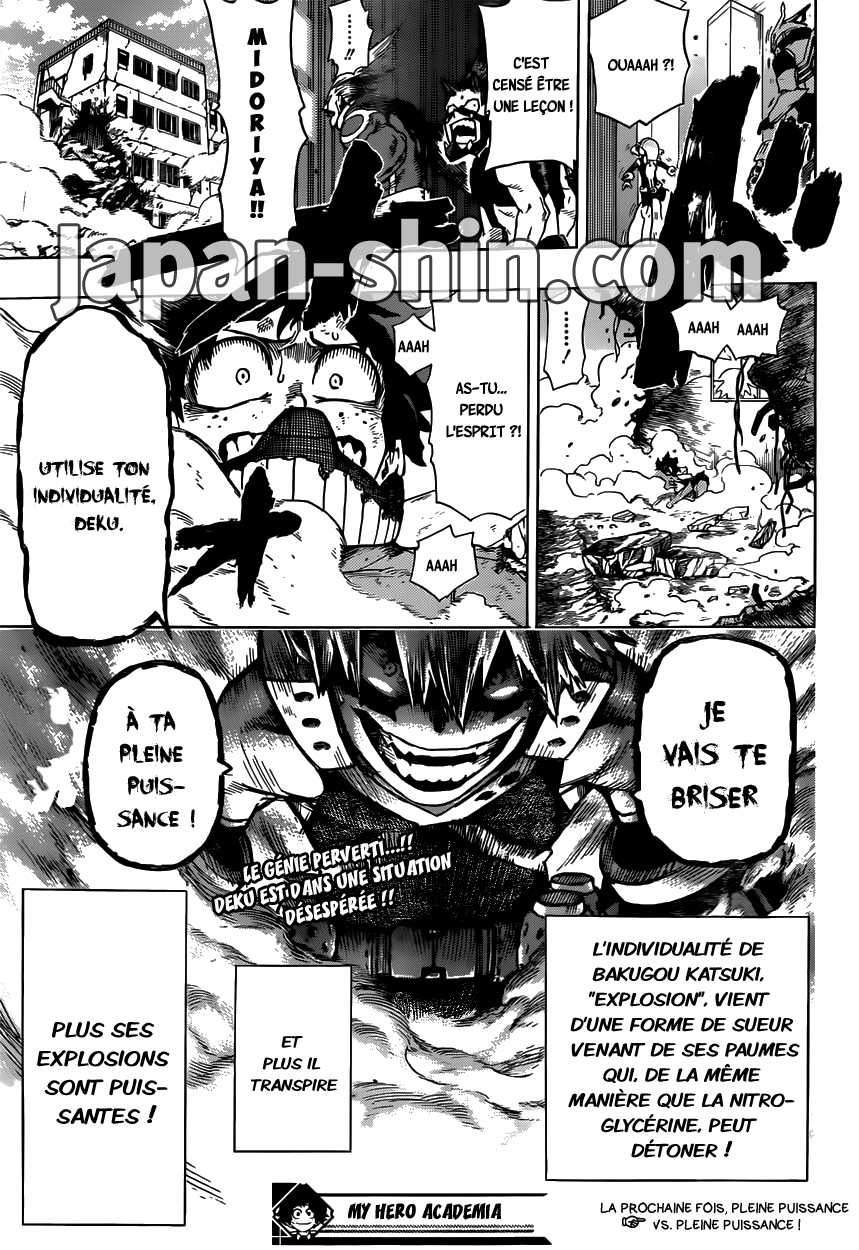 OUAAAH ?!
C'EST
CENSÉ ÊTRE
UNE LEÇON !
........!!
MIDORIYA!!
Japan-shin.com
........
AAAH
AAAH
AS-TU...
PERDU
L'ESPRIT ?!
AAAH
AAAH
UTILISE TON
INDIVIDUALITÉ,
DEKU.
JE
VAIS TE
BRISER
À TA
PLEINE
PUIS-
SANCE !
LE GÉNIE PERVERTI...!!
DEKU EST DANS UNE SITUATION
DÉSESPÉRÉE !!
L'INDIVIDUALITÉ DE
BAKUGOU KATSUKI,
"EXPLOSION", VIENT
D'UNE FORME DE SUEUR
VENANT DE SES PAUMES
QUI, DE LA MÊME
MANIÈRE QUE LA NITRO-
GLYCÉRINE, PEUT
DÉTONER !
ET
PLUS IL
TRANSPIRE
PLUS SES
EXPLOSIONS
SONT PUIS-
SANTES !
MY HERO ACADEMIA
LA PROCHAINE FOIS, PLEINE PUISSANCE
☞ VS. PLEINE PUISSANCE !